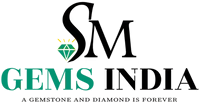 SM
GEMS INDIA
A GEMSTONE AND DIAMOND IS FOREVER